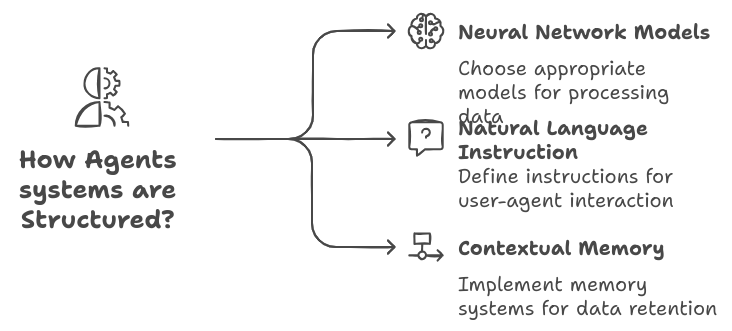 How Agents
systems are
Structured?
Neural Network Models
Choose appropriate
models for processing
data
Natural Language
Instruction
Define instructions for
user-agent interaction
Contextual Memory
Implement memory
systems for data retention
?